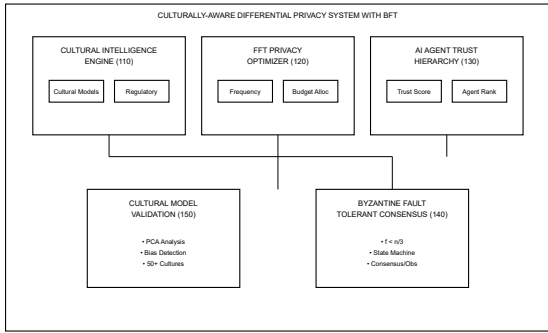 CULTURALLY-AWARE DIFFERENTIAL PRIVACY SYSTEM WITH BFT
CULTURAL INTELLIGENCE
ENGINE (110)
Cultural Models
Regulatory
FFT PRIVACY
OPTIMIZER (120)
Frequency
Budget Alloc
AI AGENT TRUST
HIERARCHY (130)
Trust Score
Agent Rank
CULTURAL MODEL
VALIDATION (150)
• PCA Analysis
• Bias Detection
• 50+ Cultures
BYZANTINE FAULT
TOLERANT CONSENSUS (140)
• f < n/3
• State Machine
• Consensus/Obs